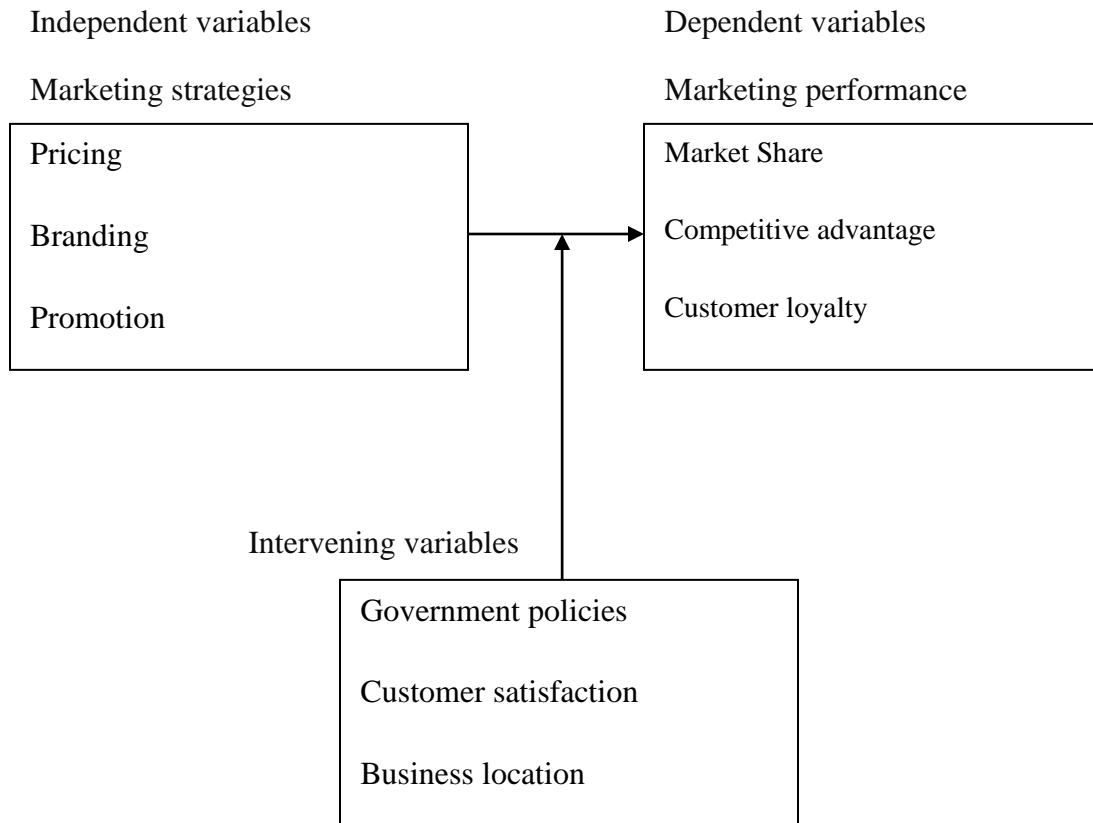 Independent variables
Dependent variables
Marketing strategies
Marketing performance
Pricing
Branding
Promotion
Market Share
Competitive advantage
Customer loyalty
Intervening variables
Government policies
Customer satisfaction
Business location